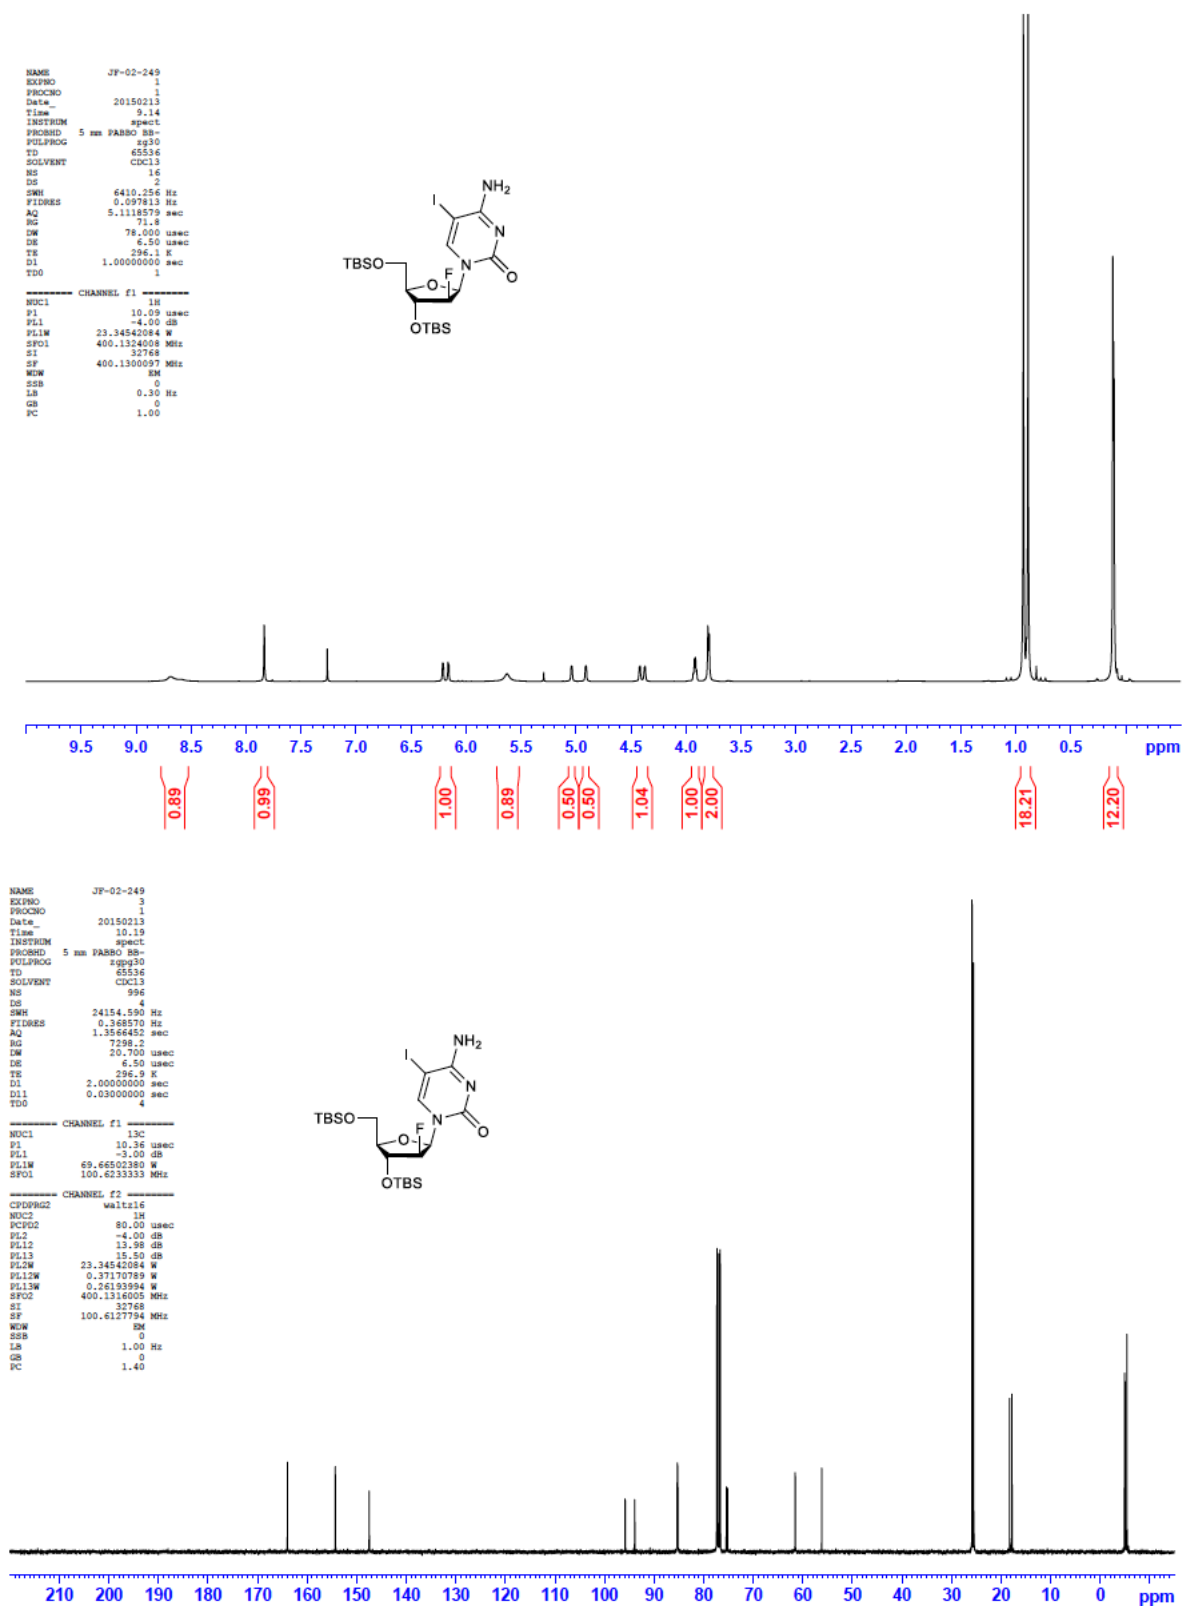 NAME JF-02-249
EXPNO 1
PROCNO 1
Date_ 20150213
Time 9.14
INSTRUM spect
PROBHD 5 mm PABBO BB-
PULPROG zg30
TD 65536
SOLVENT CDCl3
NS 16
DS 2
SWH 6410.256 Hz
FIDRES 0.097813 Hz
AQ 5.1118579 sec
RG 71.8
DW 78.000 usec
DE 6.50 usec
TE 296.1 K
D1 1.00000000 sec
TD0 1
======== CHANNEL f1 ========
NUC1 1H
P1 10.09 usec
PL1 -4.00 dB
PL1W 23.34542084 W
SFO1 400.1324008 MHz
SI 32768
SF 400.1300097 MHz
WDW EM
SSB 0
LB 0.30 Hz
GB 0
PC 1.00
NH2
I
N
TBSO
F
N
O
O
OTBS
9.5 9.0 8.5 8.0 7.5 7.0 6.5 6.0 5.5 5.0 4.5 4.0 3.5 3.0 2.5 2.0 1.5 1.0 0.5 ppm
0.89 0.99 1.00 0.89 0.50 0.50 1.04 1.00 2.00 18.21 12.20
NAME JF-02-249
EXPNO 3
PROCNO 1
Date_ 20150213
Time 10.19
INSTRUM spect
PROBHD 5 mm PABBO BB-
PULPROG zgpg30
TD 65536
SOLVENT CDCl3
NS 996
DS 4
SWH 24154.590 Hz
FIDRES 0.368570 Hz
AQ 1.3566452 sec
RG 7298.2
DW 20.700 usec
DE 6.50 usec
TE 296.9 K
D1 2.00000000 sec
D11 0.03000000 sec
TD0 4
======== CHANNEL f1 ========
NUC1 13C
P1 10.36 usec
PL1 -3.00 dB
PL1W 69.66502380 W
SFO1 100.6233333 MHz
======== CHANNEL f2 ========
CPDPRG2 waltz16
NUC2 1H
PCPD2 80.00 usec
PL2 -4.00 dB
PL12 13.98 dB
PL13 15.50 dB
PL2W 23.34542084 W
PL12W 0.37170789 W
PL13W 0.26193994 W
SFO2 400.1316005 MHz
SI 32768
SF 100.6127794 MHz
WDW EM
SSB 0
LB 1.00 Hz
GB 0
PC 1.40
NH2
I
N
TBSO
F
N
O
O
OTBS
210 200 190 180 170 160 150 140 130 120 110 100 90 80 70 60 50 40 30 20 10 0 ppm